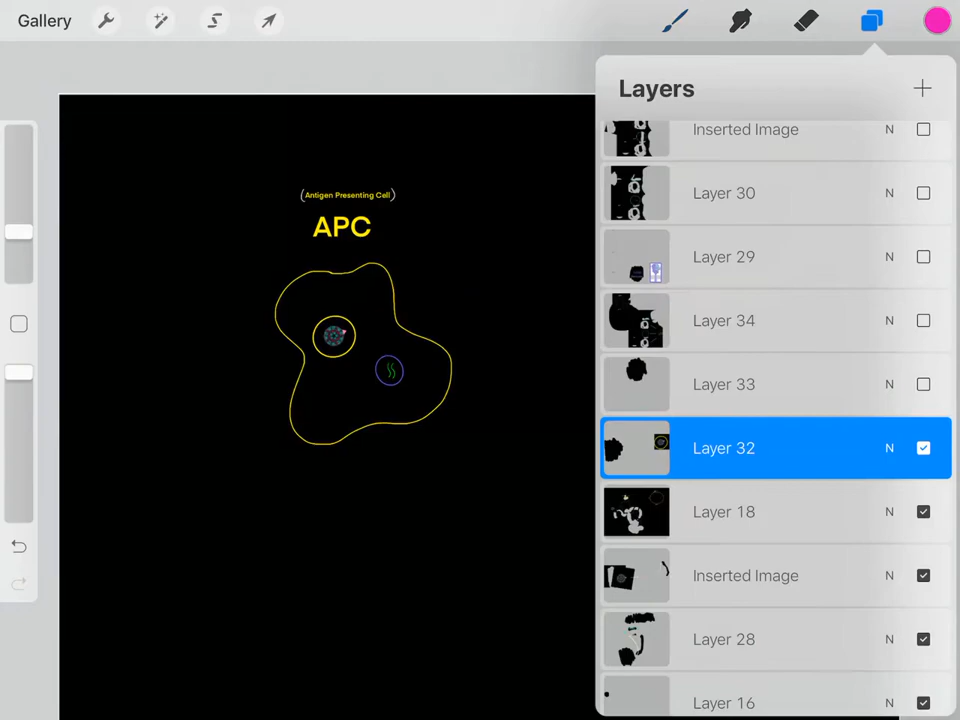 Gallery
Layers
Inserted Image N
Layer 30 N
(Antigen Presenting Cell)
APC
Layer 29 N
Layer 34 N
Layer 33 N
Layer 32 N
Layer 18 N
Inserted Image N
Layer 28 N
Layer 16 N